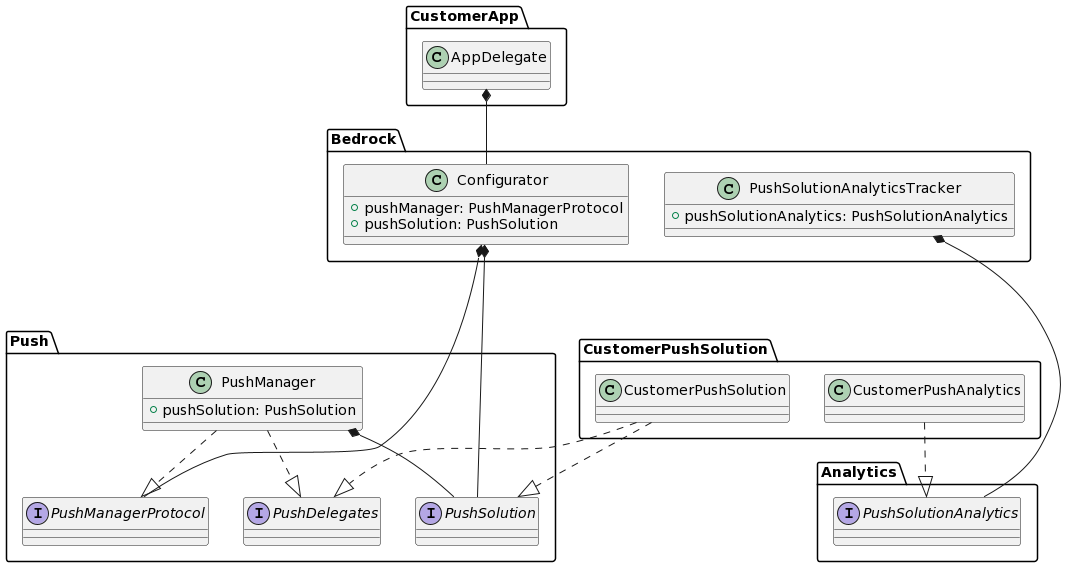 CustomerApp
C AppDelegate
Bedrock
C Configurator
pushManager: PushManagerProtocol
pushSolution: PushSolution
C PushSolutionAnalyticsTracker
pushSolutionAnalytics: PushSolutionAnalytics
Push
C PushManager
pushSolution: PushSolution
CustomerPushSolution
C CustomerPushSolution
C CustomerPushAnalytics
I PushManagerProtocol
I PushDelegates
I PushSolution
Analytics
I PushSolutionAnalytics